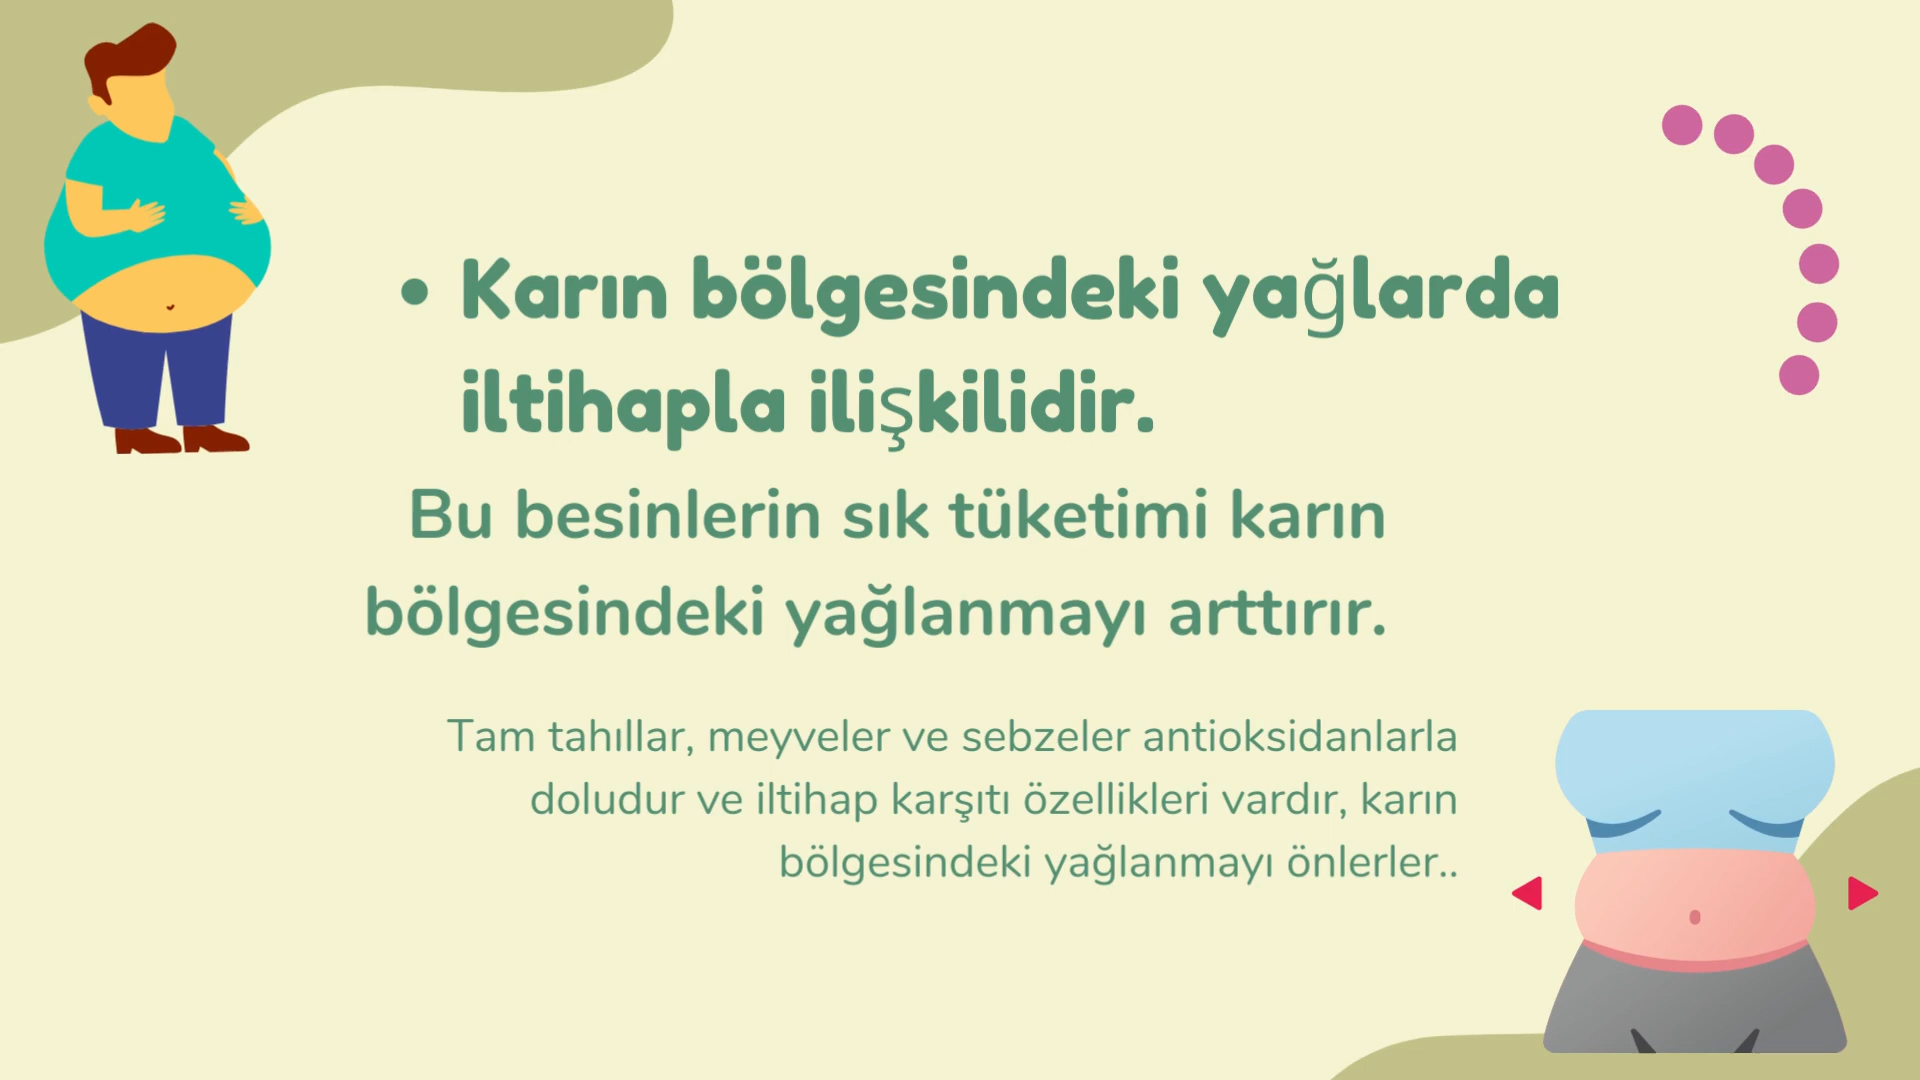 • Karın bölgesindeki yağlarda
iltihapla ilişkilidir.
Bu besinlerin sık tüketimi karın
bölgesindeki yağlanmayı arttırır.
Tam tahıllar, meyveler ve sebzeler antioksidanlarla
doludur ve iltihap karşıtı özellikleri vardır, karın
bölgesindeki yağlanmayı önlerler..